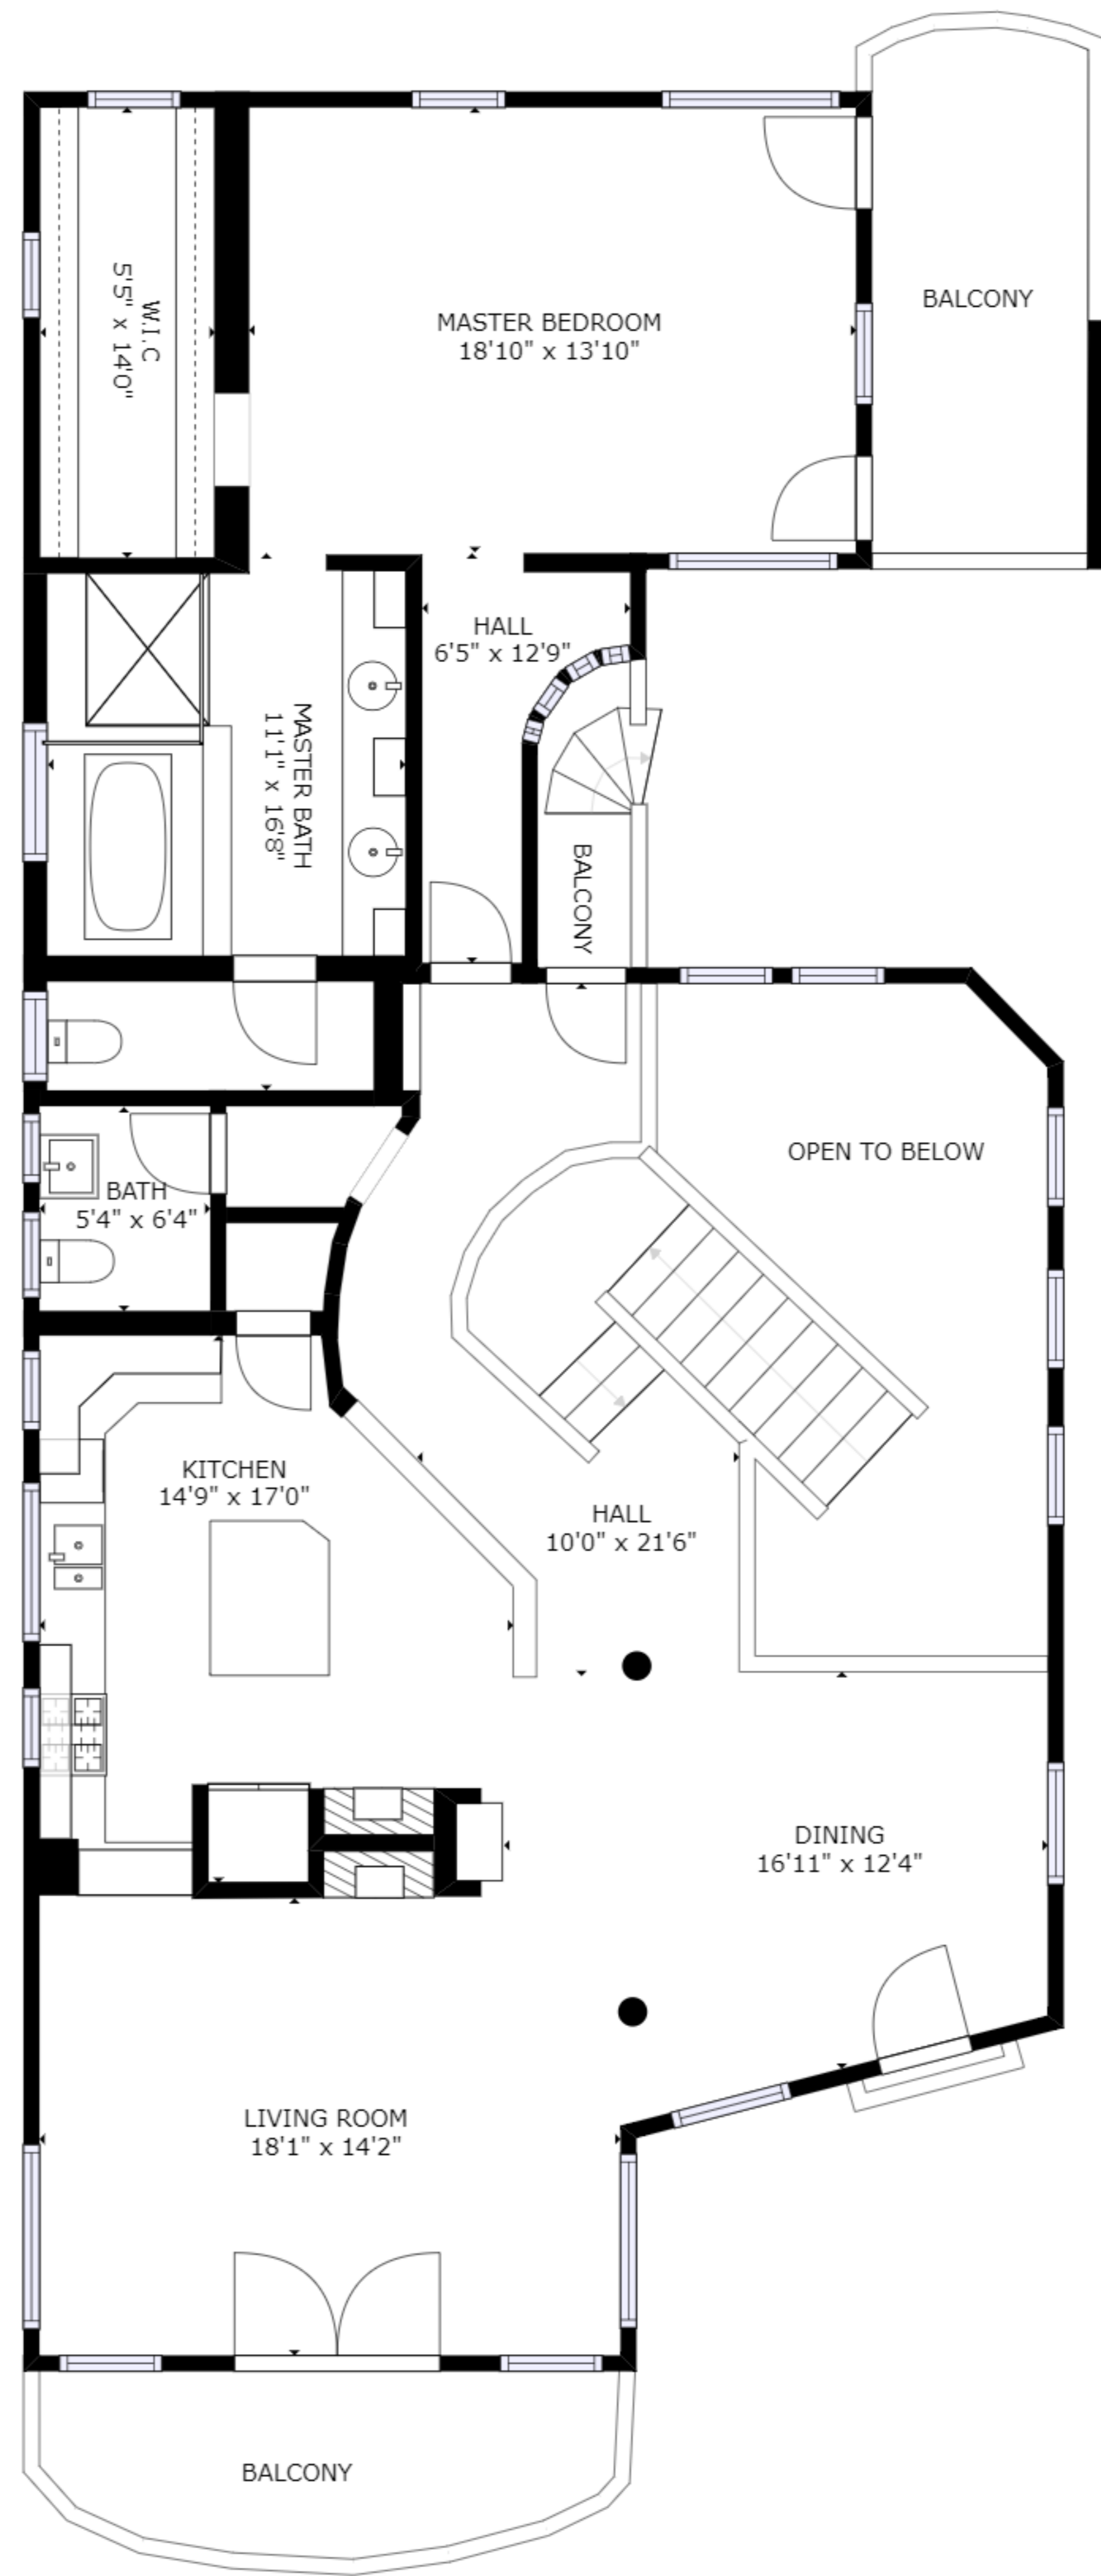 BALCONY
W.I.C
5'5" x 14'0"
MASTER BEDROOM
18'10" x 13'10"
HALL
6'5" x 12'9"
MASTER BATH
11'1" x 16'8"
BALCONY
OPEN TO BELOW
BATH
5'4" x 6'4"
KITCHEN
14'9" x 17'0"
HALL
10'0" x 21'6"
DINING
16'11" x 12'4"
LIVING ROOM
18'1" x 14'2"
BALCONY